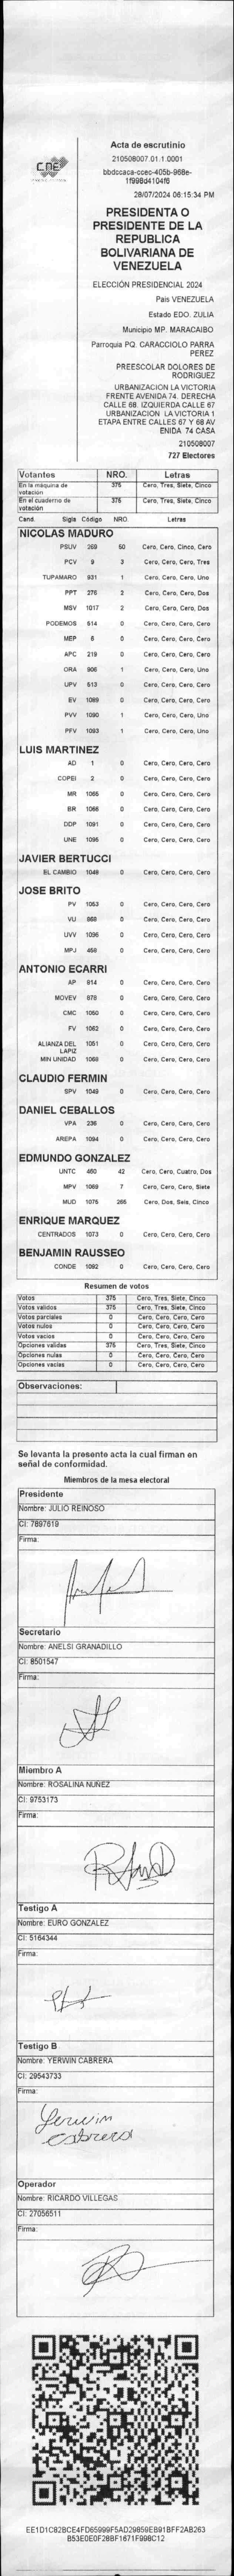 CNE
Acta de escrutinio
210508007.01.1.0001
28/07/2024 06:15:34 PM
PRESIDENTA O
PRESIDENTE DE LA
REPUBLICA
BOLIVARIANA DE
VENEZUELA
ELECCIÓN PRESIDENCIAL 2024
Pais VENEZUELA
Estado EDO. ZULIA
Municipio MP. MARACAIBO
Parroquia PQ. CARACCIOLO PARRA
PEREZ
PREESCOLAR DOLORES DE
RODRIGUEZ
URBANIZACION LA VICTORIA
FRENTE AVENIDA 74. DERECHA
CALLE 68. IZQUIERDA CALLE 67
URBANIZACION LA VICTORIA 1
ETAPA ENTRE CALLES 67 Y 68 AV
ENIDA 74 CASA
210508007
727 Electores
Votantes NRO. Letras
En la máquina de votación 375 Cero, Tres, Siete, Cinco
En el cuaderno de votación 375 Cero, Tres, Siete, Cinco
Cand. Sigla Código NRO. Letras
NICOLAS MADURO
PSUV 269 50 Cero, Cero, Cinco, Cero
PCV 9 3 Cero, Cero, Cero, Tres
TUPAMARO 931 1 Cero, Cero, Cero, Uno
PPT 276 2 Cero, Cero, Cero, Dos
MSV 1017 2 Cero, Cero, Cero, Dos
PODEMOS 514 0 Cero, Cero, Cero, Cero
MEP 5 0 Cero, Cero, Cero, Cero
APC 219 0 Cero, Cero, Cero, Cero
ORA 906 1 Cero, Cero, Cero, Uno
UPV 513 0 Cero, Cero, Cero, Cero
EV 1089 0 Cero, Cero, Cero, Cero
PVV 1090 1 Cero, Cero, Cero, Uno
PFV 1093 1 Cero, Cero, Cero, Uno
LUIS MARTINEZ
AD 1 0 Cero, Cero, Cero, Cero
COPEI 2 0 Cero, Cero, Cero, Cero
MR 1065 0 Cero, Cero, Cero, Cero
BR 1066 0 Cero, Cero, Cero, Cero
DDP 1091 0 Cero, Cero, Cero, Cero
UNE 1095 0 Cero, Cero, Cero, Cero
JAVIER BERTUCCI
EL CAMBIO 1048 0 Cero, Cero, Cero, Cero
JOSE BRITO
PV 1053 0 Cero, Cero, Cero, Cero
VU 868 0 Cero, Cero, Cero, Cero
UVV 1096 0 Cero, Cero, Cero, Cero
MPJ 458 0 Cero, Cero, Cero, Cero
ANTONIO ECARRI
AP 814 0 Cero, Cero, Cero, Cero
MOVEV 878 0 Cero, Cero, Cero, Cero
CMC 1050 0 Cero, Cero, Cero, Cero
FV 1062 0 Cero, Cero, Cero, Cero
ALIANZA DEL LAPIZ 1051 0 Cero, Cero, Cero, Cero
MIN UNIDAD 1068 0 Cero, Cero, Cero, Cero
CLAUDIO FERMIN
SPV 1049 0 Cero, Cero, Cero, Cero
DANIEL CEBALLOS
VPA 236 0 Cero, Cero, Cero, Cero
AREPA 1094 0 Cero, Cero, Cero, Cero
EDMUNDO GONZALEZ
UNTC 460 42 Cero, Cero, Cuatro, Dos
MPV 1069 7 Cero, Cero, Cero, Siete
MUD 1075 265 Cero, Dos, Seis, Cinco
ENRIQUE MARQUEZ
CENTRADOS 1073 0 Cero, Cero, Cero, Cero
BENJAMIN RAUSSEO
CONDE 1092 0 Cero, Cero, Cero, Cero
Resumen de votos
Votos 375 Cero, Tres, Siete, Cinco
Votos validos 375 Cero, Tres, Siete, Cinco
Votos parciales 0 Cero, Cero, Cero, Cero
Votos nulos 0 Cero, Cero, Cero, Cero
Votos vacios 0 Cero, Cero, Cero, Cero
Opciones validas 375 Cero, Tres, Siete, Cinco
Opciones nulas 0 Cero, Cero, Cero, Cero
Opciones vacias 0 Cero, Cero, Cero, Cero
Observaciones:
Se levanta la presente acta la cual firman en
señal de conformidad.
Miembros de la mesa electoral
Presidente
Nombre: JULIO REINOSO
CI: 7897619
Firma:
Secretario
Nombre: ANELSI GRANADILLO
CI: 8501547
Firma:
Miembro A
Nombre: ROSALINA NUÑEZ
CI: 9753173
Firma:
Testigo A
Nombre: EURO GONZALEZ
CI: 5164344
Firma:
Testigo B
Nombre: YERWIN CABRERA
CI: 29543733
Firma:
Yerwin
Cabrera
Operador
Nombre: RICARDO VILLEGAS
CI: 27056511
Firma:
EE1D1C82BCE4FD65999F5AD29859EB91BFF2AB263
B53E0E0F28BF1671F998C12